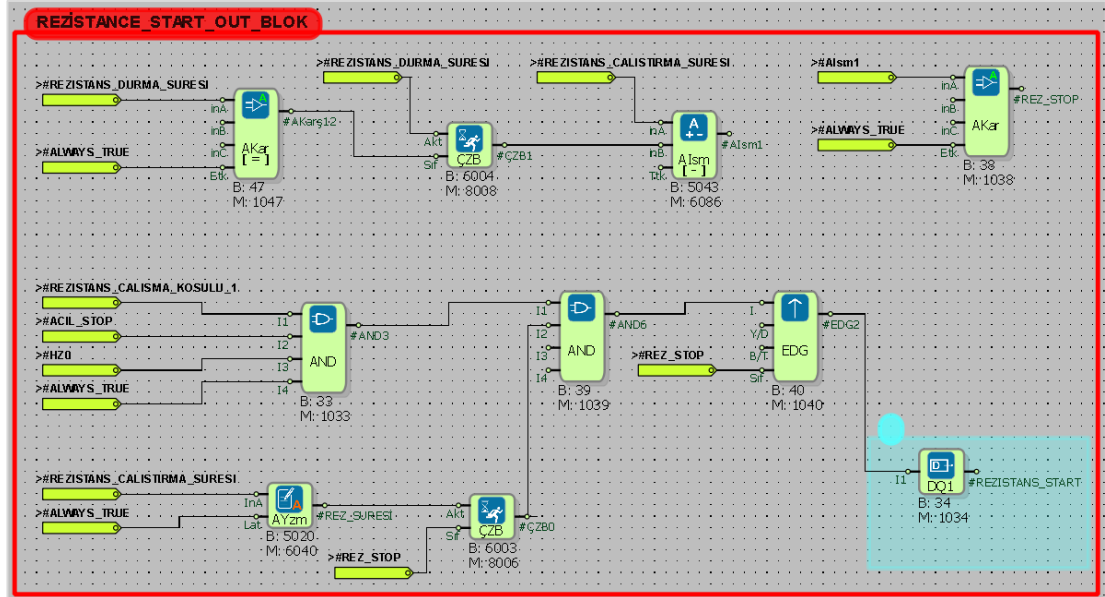 REZİSTANCE_START_OUT_BLOK
>#REZISTANS_DURMA_SURESI
>#REZISTANS_CALISTIRMA_SURESI
>#AIsm1
>#REZISTANS_DURMA_SURESI
inA
inB
inC
Etk
AKar
[ = ]
#AKarş12
B: 47
M: 1047
>#ALWAYS_TRUE
Akt
Sıf
ÇZB
#ÇZB1
B: 6004
M: 8008
inA
inB
Ttk
AIsm
[ - ]
#AIsm1
B: 5043
M: 6086
inA
inB
inC
Etk
AKar
#REZ_STOP
>#ALWAYS_TRUE
B: 38
M: 1038
>#REZISTANS_CALISMA_KOSULU_1
>#ACIL_STOP
>#HZ0
>#ALWAYS_TRUE
I1
I2
I3
I4
AND
#AND3
B: 33
M: 1033
I1
I2
I3
I4
AND
#AND6
B: 39
M: 1039
>#REZ_STOP
I
Y/D
B/T
Sıf
EDG
#EDG2
B: 40
M: 1040
I1
DQ1
#REZISTANS_START
B: 34
M: 1034
>#REZISTANS_CALISTIRMA_SURESI
>#ALWAYS_TRUE
InA
Lat
AYzm
#REZ_SURESI
B: 5020
M: 6040
>#REZ_STOP
Akt
Sıf
ÇZB
#ÇZB0
B: 6003
M: 8006